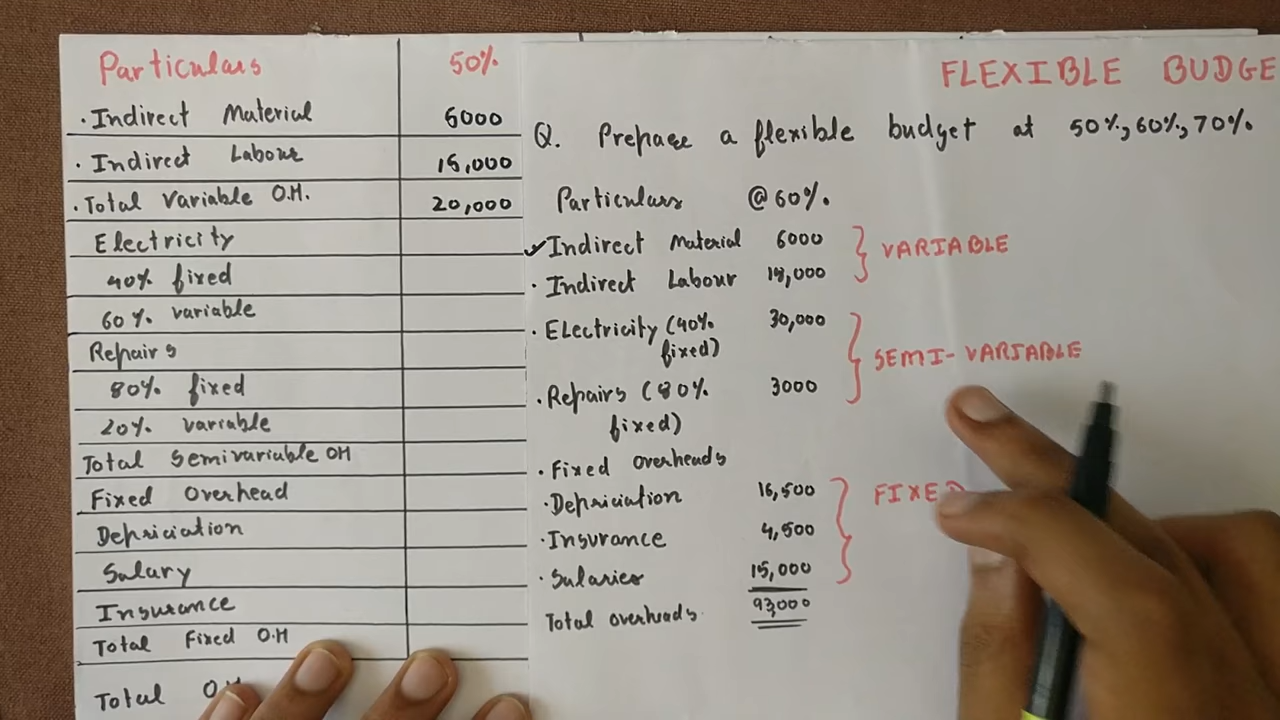 Particulars 50%
. Indirect Material 6000
. Indirect Labour 15,000
. Total Variable O.H. 20,000
Electricity
40% fixed
60% variable
Repairs
80% fixed
20% variable
Total Semivariable OH
Fixed Overhead
Depriciation
Salary
Insurance
Total Fixed O.H
Total
FLEXIBLE BUDGE
Q. Prepare a flexible budget at 50%, 60%, 70%.
Particulars @ 60%.
✓Indirect Material 6000
VARIABLE
. Indirect Labour 18,000
. Electricity (40% 30,000
fixed)
SEMI-VARIABLE
. Repairs (80% 3000
fixed)
. Fixed Overheads
. Depriciation 16,500
FIXED
. Insurance 4,500
. Salaries 15,000
Total overheads. 93,000